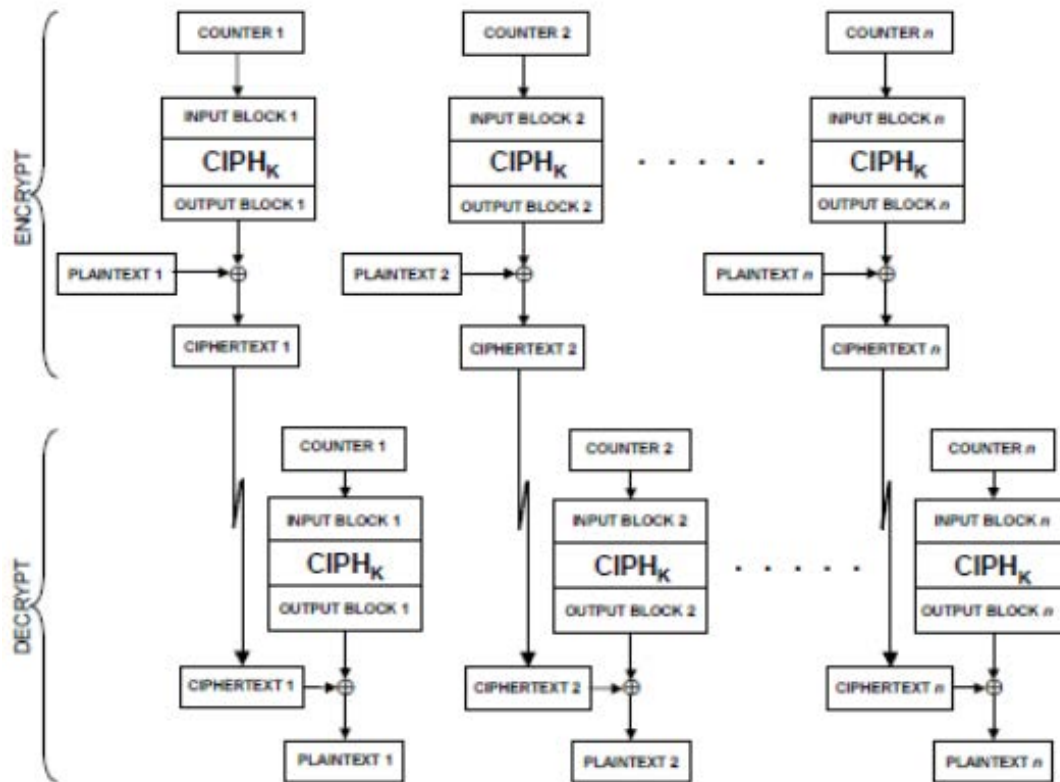 COUNTER 1 COUNTER 2 COUNTER n
INPUT BLOCK 1 INPUT BLOCK 2 INPUT BLOCK n
CIPHK CIPHK CIPHK
OUTPUT BLOCK 1 OUTPUT BLOCK 2 OUTPUT BLOCK n
ENCRYPT
PLAINTEXT 1 PLAINTEXT 2 PLAINTEXT n
CIPHERTEXT 1 CIPHERTEXT 2 CIPHERTEXT n
COUNTER 1 COUNTER 2 COUNTER n
INPUT BLOCK 1 INPUT BLOCK 2 INPUT BLOCK n
CIPHK CIPHK CIPHK
OUTPUT BLOCK 1 OUTPUT BLOCK 2 OUTPUT BLOCK n
DECRYPT
CIPHERTEXT 1 CIPHERTEXT 2 CIPHERTEXT n
PLAINTEXT 1 PLAINTEXT 2 PLAINTEXT n